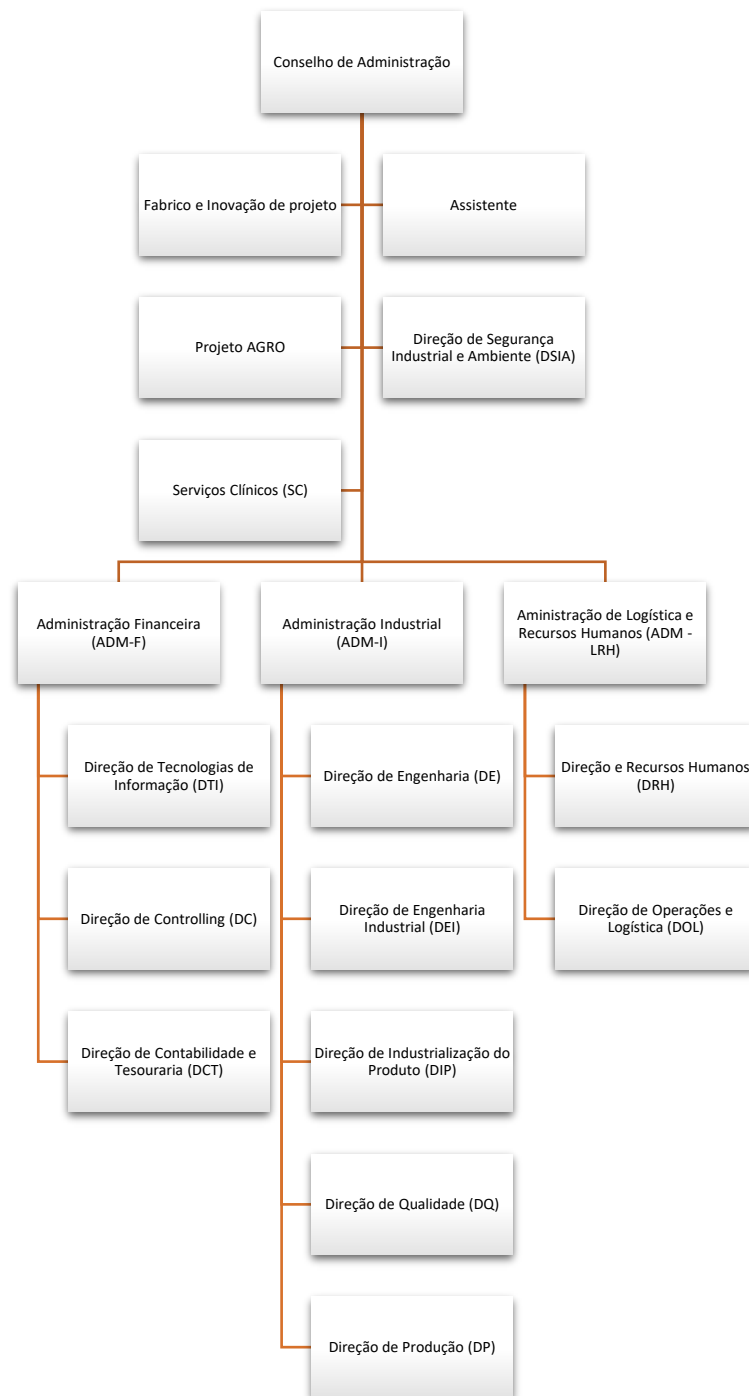 Conselho de Administração
Fabrico e Inovação de projeto
Assistente
Projeto AGRO
Direção de Segurança
Industrial e Ambiente (DSIA)
Serviços Clínicos (SC)
Administração Financeira
(ADM-F)
Administração Industrial
(ADM-I)
Aministração de Logística e
Recursos Humanos (ADM -
LRH)
Direção de Tecnologias de
Informação (DTI)
Direção de Engenharia (DE)
Direção e Recursos Humanos
(DRH)
Direção de Controlling (DC)
Direção de Engenharia
Industrial (DEI)
Direção de Operações e
Logística (DOL)
Direção de Contabilidade e
Tesouraria (DCT)
Direção de Industrialização do
Produto (DIP)
Direção de Qualidade (DQ)
Direção de Produção (DP)